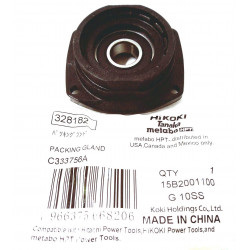 328182
HiKOKI
Tanaka
metabo HPT
metabo HPT.. distributed in
USA,Canada and Mexico only.
PACKING GLAND
C333756A
QTY 1
15B2001100
G 10SS
Koki Holdings Co., Ltd.
MADE IN CHINA
Compatible with Hitachi Power Tools, HiKOKI Power Tools,and
metabo HPT Power Tools.